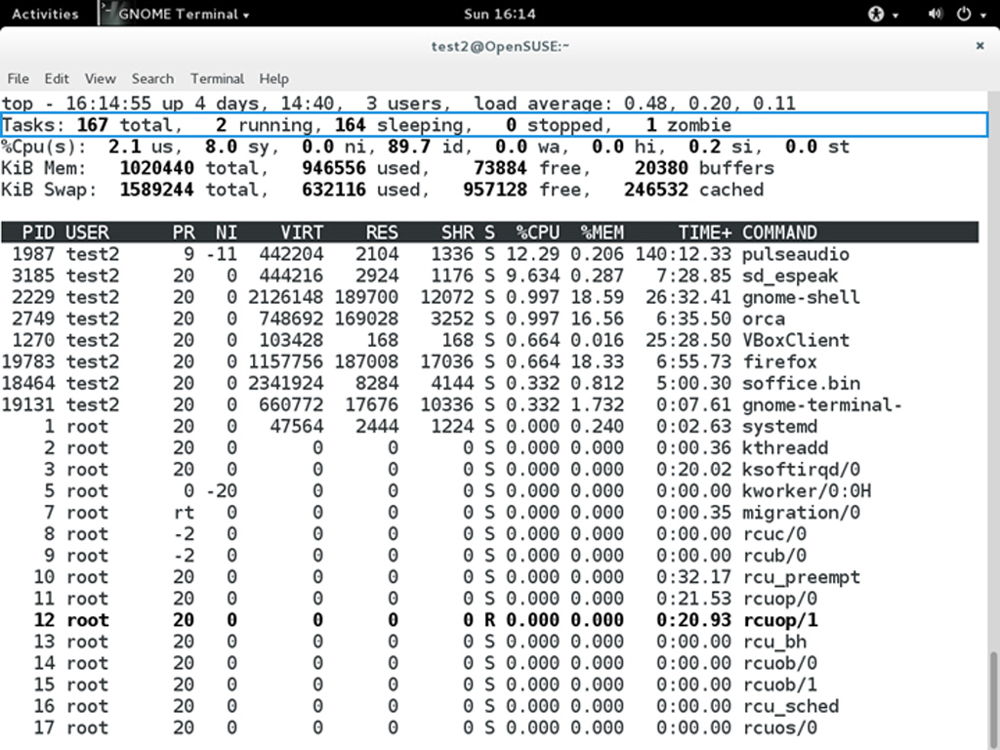 Activities GNOME Terminal Sun 16:14
test2@OpenSUSE:~ ×
File Edit View Search Terminal Help
top - 16:14:55 up 4 days, 14:40,  3 users,  load average: 0.48, 0.20, 0.11
Tasks: 167 total,   2 running, 164 sleeping,   0 stopped,   1 zombie
%Cpu(s):  2.1 us,  8.0 sy,  0.0 ni, 89.7 id,  0.0 wa,  0.0 hi,  0.2 si,  0.0 st
KiB Mem:   1020440 total,   946556 used,    73884 free,    20380 buffers
KiB Swap:  1589244 total,   632116 used,   957128 free,   246532 cached
PID USER      PR  NI    VIRT    RES    SHR S  %CPU  %MEM     TIME+ COMMAND
1987 test2      9 -11  442204   2104   1336 S 12.29 0.206 140:12.33 pulseaudio
3185 test2     20   0  444216   2924   1176 S 9.634 0.287   7:28.85 sd_espeak
2229 test2     20   0 2126148 189700  12072 S 0.997 18.59  26:32.41 gnome-shell
2749 test2     20   0  748692 169028   3252 S 0.997 16.56   6:35.50 orca
1270 test2     20   0  103428    168    168 S 0.664 0.016  25:28.50 VBoxClient
19783 test2     20   0 1157756 187008  17036 S 0.664 18.33   6:55.73 firefox
18464 test2     20   0 2341924   8284   4144 S 0.332 0.812   5:00.30 soffice.bin
19131 test2     20   0  660772  17676  10336 S 0.332 1.732   0:07.61 gnome-terminal-
1 root      20   0   47564   2444   1224 S 0.000 0.240   0:02.63 systemd
2 root      20   0       0      0      0 S 0.000 0.000   0:00.36 kthreadd
3 root      20   0       0      0      0 S 0.000 0.000   0:20.02 ksoftirqd/0
5 root       0 -20       0      0      0 S 0.000 0.000   0:00.00 kworker/0:0H
7 root      rt   0       0      0      0 S 0.000 0.000   0:00.35 migration/0
8 root      -2   0       0      0      0 S 0.000 0.000   0:00.00 rcuc/0
9 root      -2   0       0      0      0 S 0.000 0.000   0:00.00 rcub/0
10 root      20   0       0      0      0 S 0.000 0.000   0:32.17 rcu_preempt
11 root      20   0       0      0      0 S 0.000 0.000   0:21.53 rcuop/0
12 root      20   0       0      0      0 R 0.000 0.000   0:20.93 rcuop/1
13 root      20   0       0      0      0 S 0.000 0.000   0:00.00 rcu_bh
14 root      20   0       0      0      0 S 0.000 0.000   0:00.00 rcuob/0
15 root      20   0       0      0      0 S 0.000 0.000   0:00.00 rcuob/1
16 root      20   0       0      0      0 S 0.000 0.000   0:00.00 rcu_sched
17 root      20   0       0      0      0 S 0.000 0.000   0:00.00 rcuos/0